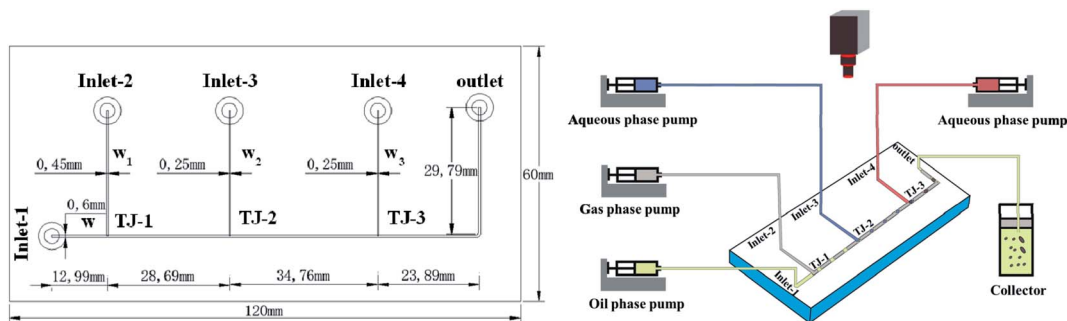 Inlet-2
Inlet-3
Inlet-4
outlet
0,45mm
w1
0,25mm
w2
0,25mm
w3
29,79mm
60mm
0,6mm
Inlet-1
w
TJ-1
TJ-2
TJ-3
12,99mm
28,69mm
34,76mm
23,89mm
120mm
Aqueous phase pump
Aqueous phase pump
Gas phase pump
Oil phase pump
outlet
Inlet-4
TJ-3
Inlet-3
TJ-2
Inlet-2
TJ-1
Inlet-1
Collector